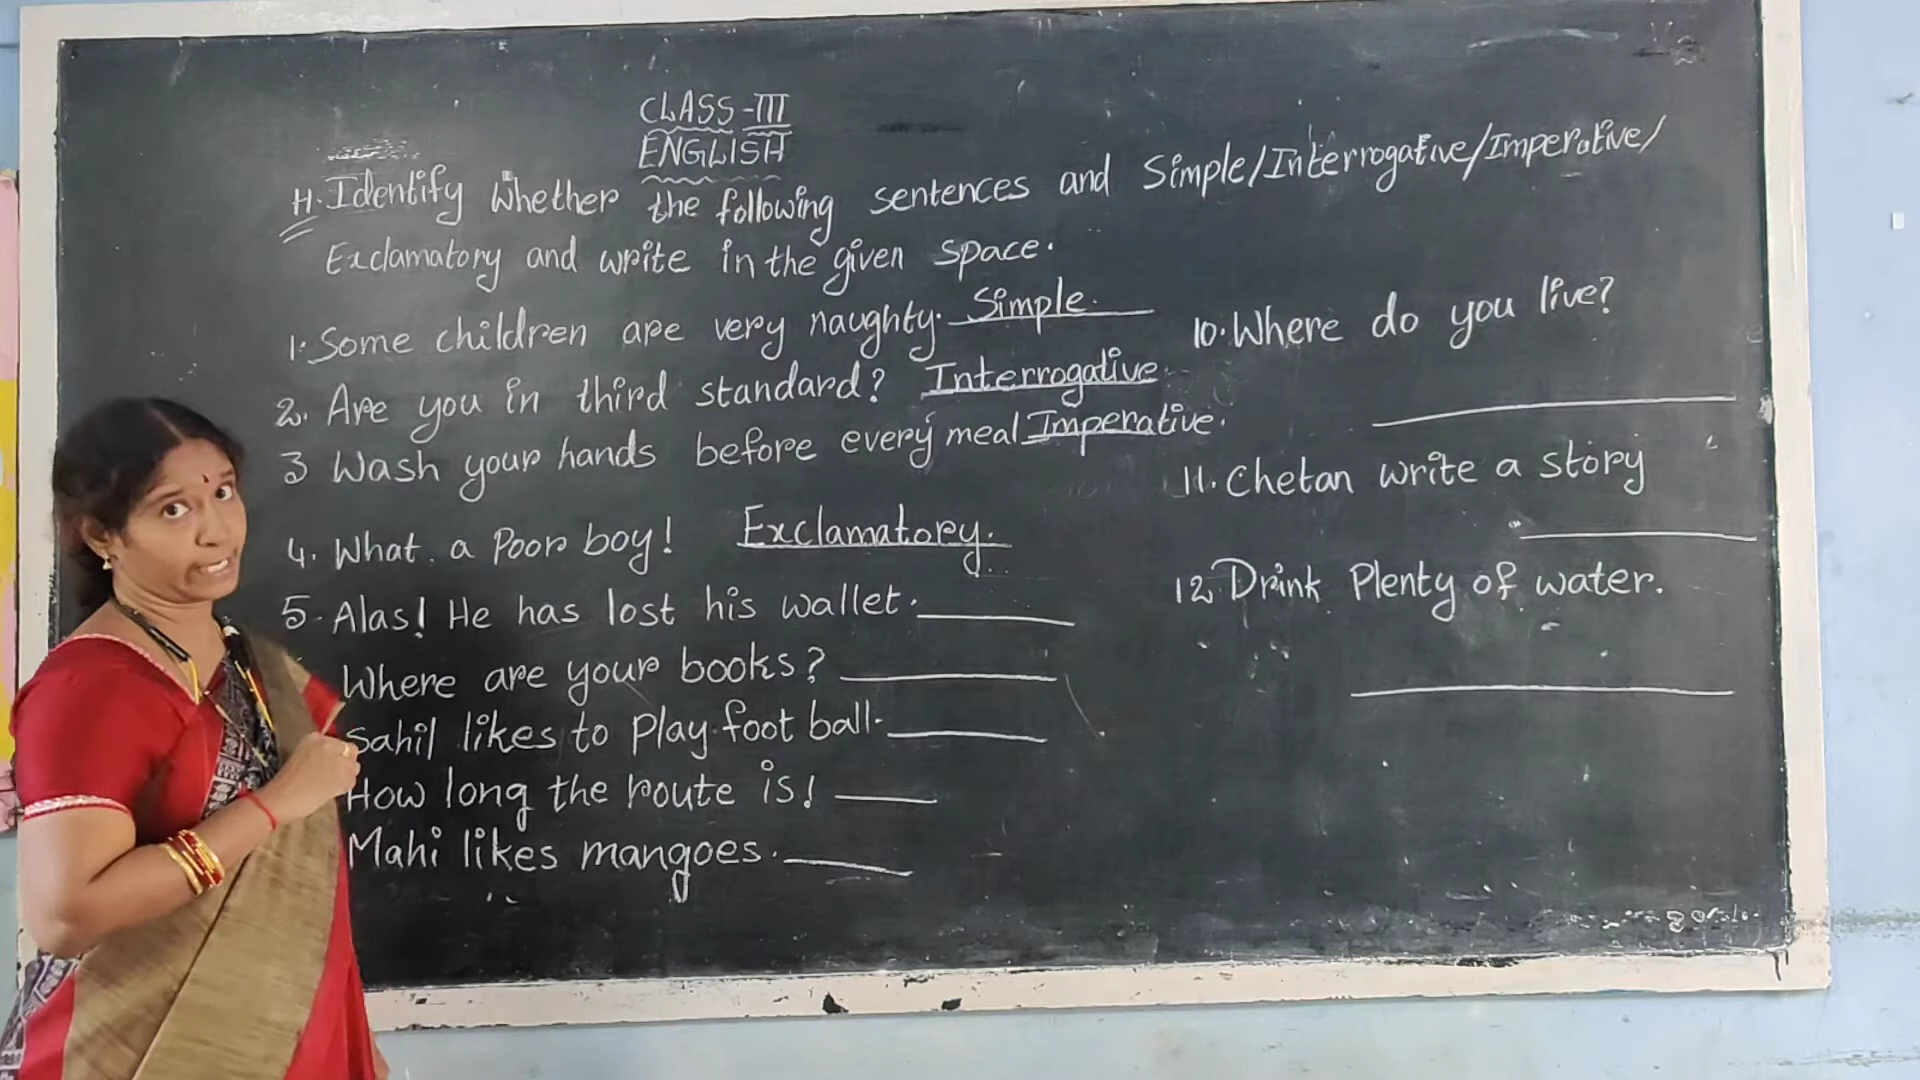 CLASS-III
ENGLISH
H. Identify whether the following sentences and Simple/Interrogative/Imperative/
Exclamatory and write in the given space.
1. Some children are very naughty. Simple.
2. Are you in third standard? Interrogative
3 Wash your hands before every meal Imperative.
4. What a Poor boy! Exclamatory.
5. Alas! He has lost his wallet.
Where are your books?
Sahil likes to Play foot ball.
How long the route is!
Mahi likes mangoes.
10. Where do you live?
11. Chetan write a story
12. Drink Plenty of water.